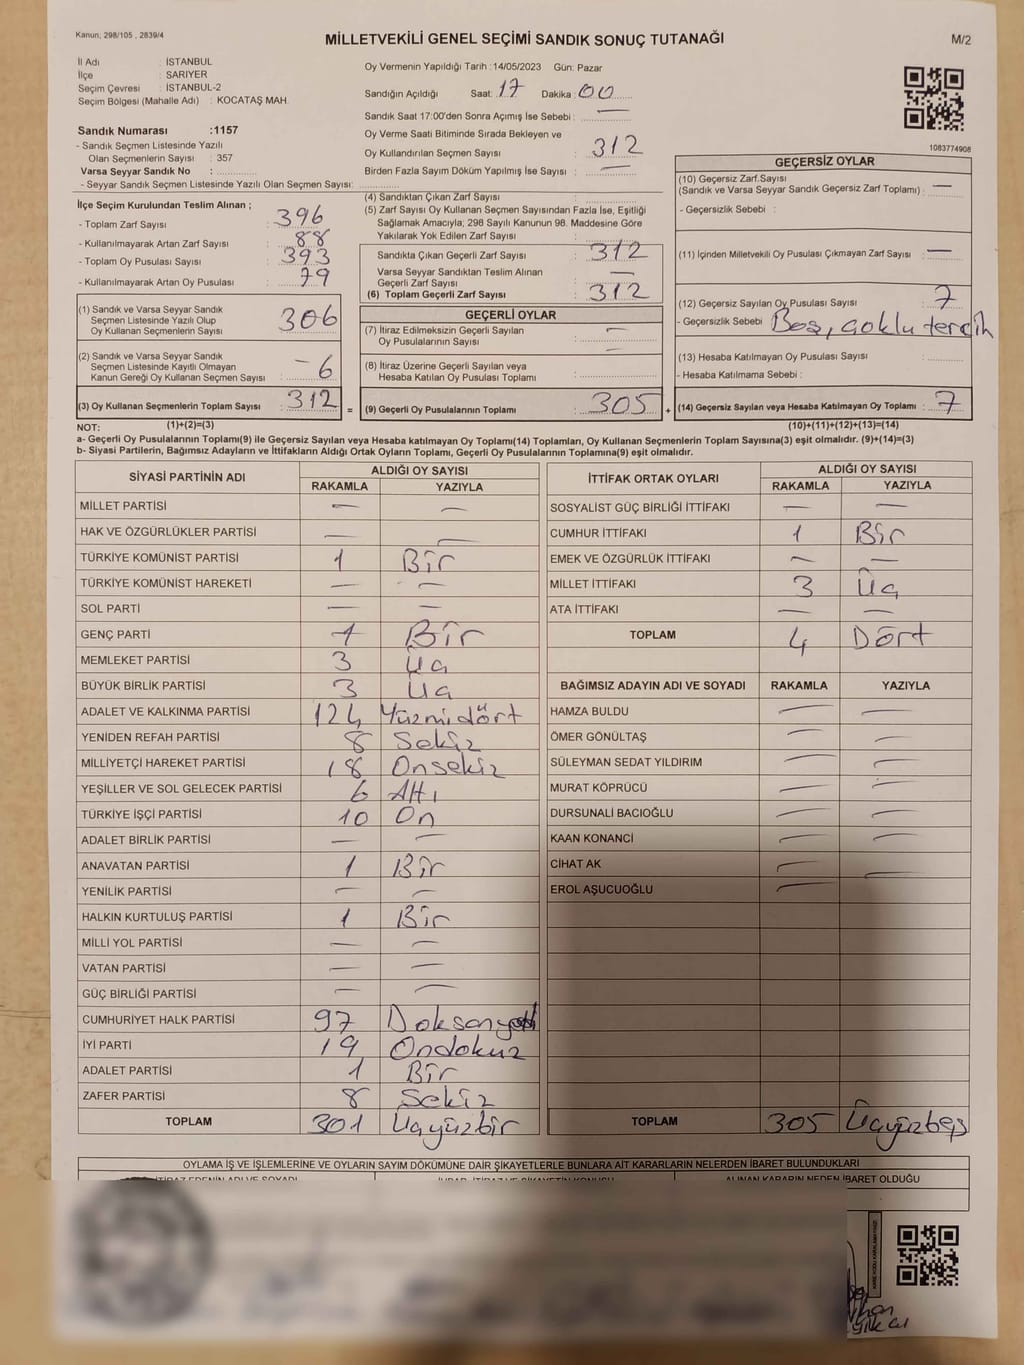 Kanun, 298/105 , 2839/4
MİLLETVEKİLİ GENEL SEÇİMİ SANDIK SONUÇ TUTANAĞI
M/2
İl Adı : İSTANBUL
İlçe : SARIYER
Seçim Çevresi : İSTANBUL-2
Seçim Bölgesi (Mahalle Adı) : KOCATAŞ MAH.
Sandık Numarası :1157
- Sandık Seçmen Listesinde Yazılı
Olan Seçmenlerin Sayısı : 357
Varsa Seyyar Sandık No :
- Seyyar Sandık Seçmen Listesinde Yazılı Olan Seçmen Sayısı:
Oy Vermenin Yapıldığı Tarih :14/05/2023 Gün: Pazar
Sandığın Açıldığı Saat: 17 Dakika : 00
Sandık Saat 17:00'den Sonra Açımış İse Sebebi : —
Oy Verme Saati Bitiminde Sırada Bekleyen ve
Oy Kullandırılan Seçmen Sayısı : 312
Birden Fazla Sayım Döküm Yapılmış İse Sayısı : —
1083774908
İlçe Seçim Kurulundan Teslim Alınan ;
- Toplam Zarf Sayısı : 396
- Kullanılmayarak Artan Zarf Sayısı : 88
- Toplam Oy Pusulası Sayısı : 393
- Kullanılmayarak Artan Oy Pusulası : 79
(1) Sandık ve Varsa Seyyar Sandık
Seçmen Listesinde Yazılı Olup
Oy Kullanan Seçmenlerin Sayısı : 306
(2) Sandık ve Varsa Seyyar Sandık
Seçmen Listesinde Kayıtlı Olmayan
Kanun Gereği Oy Kullanan Seçmen Sayısı : — 6
(3) Oy Kullanan Seçmenlerin Toplam Sayısı : 312
(1)+(2)=(3)
(4) Sandıktan Çıkan Zarf Sayısı :
(5) Zarf Sayısı Oy Kullanan Seçmen Sayısından Fazla İse, Eşitliği
Sağlamak Amacıyla; 298 Sayılı Kanunun 98. Maddesine Göre
Yakılarak Yok Edilen Zarf Sayısı :
Sandıkta Çıkan Geçerli Zarf Sayısı : 312
Varsa Seyyar Sandıktan Teslim Alınan
Geçerli Zarf Sayısı : —
(6) Toplam Geçerli Zarf Sayısı : 312
GEÇERLİ OYLAR
(7) İtiraz Edilmeksizin Geçerli Sayılan
Oy Pusulalarının Sayısı : —
(8) İtiraz Üzerine Geçerli Sayılan veya
Hesaba Katılan Oy Pusulası Toplamı : —
= (9) Geçerli Oy Pusulalarının Toplamı : 305 +
GEÇERSİZ OYLAR
(10) Geçersiz Zarf Sayısı
(Sandık ve Varsa Seyyar Sandık Geçersiz Zarf Toplamı) : —
- Geçersizlik Sebebi :
(11) İçinden Milletvekili Oy Pusulası Çıkmayan Zarf Sayısı : —
(12) Geçersiz Sayılan Oy Pusulası Sayısı : 7
- Geçersizlik Sebebi : Boş, çoklu tercih
(13) Hesaba Katılmayan Oy Pusulası Sayısı :
- Hesaba Katılmama Sebebi :
(14) Geçersiz Sayılan veya Hesaba Katılmayan Oy Toplamı : 7
(10)+(11)+(12)+(13)=(14)
NOT:
a- Geçerli Oy Pusulalarının Toplamı(9) ile Geçersiz Sayılan veya Hesaba katılmayan Oy Toplamı(14) Toplamları, Oy Kullanan Seçmenlerin Toplam Sayısına(3) eşit olmalıdır. (9)+(14)=(3)
b- Siyasi Partilerin, Bağımsız Adayların ve İttifakların Aldığı Ortak Oyların Toplamı, Geçerli Oy Pusulalarının Toplamına(9) eşit olmalıdır.
SİYASİ PARTİNİN ADI ALDIĞI OY SAYISI
RAKAMLA YAZIYLA
MİLLET PARTİSİ — —
HAK VE ÖZGÜRLÜKLER PARTİSİ — —
TÜRKİYE KOMÜNİST PARTİSİ 1 Bir
TÜRKİYE KOMÜNİST HAREKETİ — —
SOL PARTİ — —
GENÇ PARTİ 1 Bir
MEMLEKET PARTİSİ 3 Üç
BÜYÜK BİRLİK PARTİSİ 3 Üç
ADALET VE KALKINMA PARTİSİ 124 Yüzmidört
YENİDEN REFAH PARTİSİ 8 Sekiz
MİLLİYETÇİ HAREKET PARTİSİ 18 Onsekiz
YEŞİLLER VE SOL GELECEK PARTİSİ 6 Altı
TÜRKİYE İŞÇİ PARTİSİ 10 On
ADALET BİRLİK PARTİSİ — —
ANAVATAN PARTİSİ 1 Bir
YENİLİK PARTİSİ — —
HALKIN KURTULUŞ PARTİSİ 1 Bir
MİLLİ YOL PARTİSİ — —
VATAN PARTİSİ — —
GÜÇ BİRLİĞİ PARTİSİ — —
CUMHURİYET HALK PARTİSİ 97 Doksanyedi
İYİ PARTİ 19 Ondokuz
ADALET PARTİSİ 1 Bir
ZAFER PARTİSİ 8 Sekiz
TOPLAM 301 Üçyüzbir
İTTİFAK ORTAK OYLARI ALDIĞI OY SAYISI
RAKAMLA YAZIYLA
SOSYALİST GÜÇ BİRLİĞİ İTTİFAKI — —
CUMHUR İTTİFAKI 1 Bir
EMEK VE ÖZGÜRLÜK İTTİFAKI — —
MİLLET İTTİFAKI 3 Üç
ATA İTTİFAKI — —
TOPLAM 4 Dört
BAĞIMSIZ ADAYIN ADI VE SOYADI RAKAMLA YAZIYLA
HAMZA BULDU — —
ÖMER GÖNÜLTAŞ — —
SÜLEYMAN SEDAT YILDIRIM — —
MURAT KÖPRÜCÜ — —
DURSUNALİ BACIOĞLU — —
KAAN KONANCİ — —
CİHAT AK — —
EROL AŞUCUOĞLU —
TOPLAM 305 Üçyüzbeş
OYLAMA İŞ VE İŞLEMLERİNE VE OYLARIN SAYIM DÖKÜMÜNE DAİR ŞİKAYETLERLE BUNLARA AİT KARARLARIN NELERDEN İBARET BULUNDUKLARI
ALINAN KARARIN NEDEN İBARET OLDUĞU